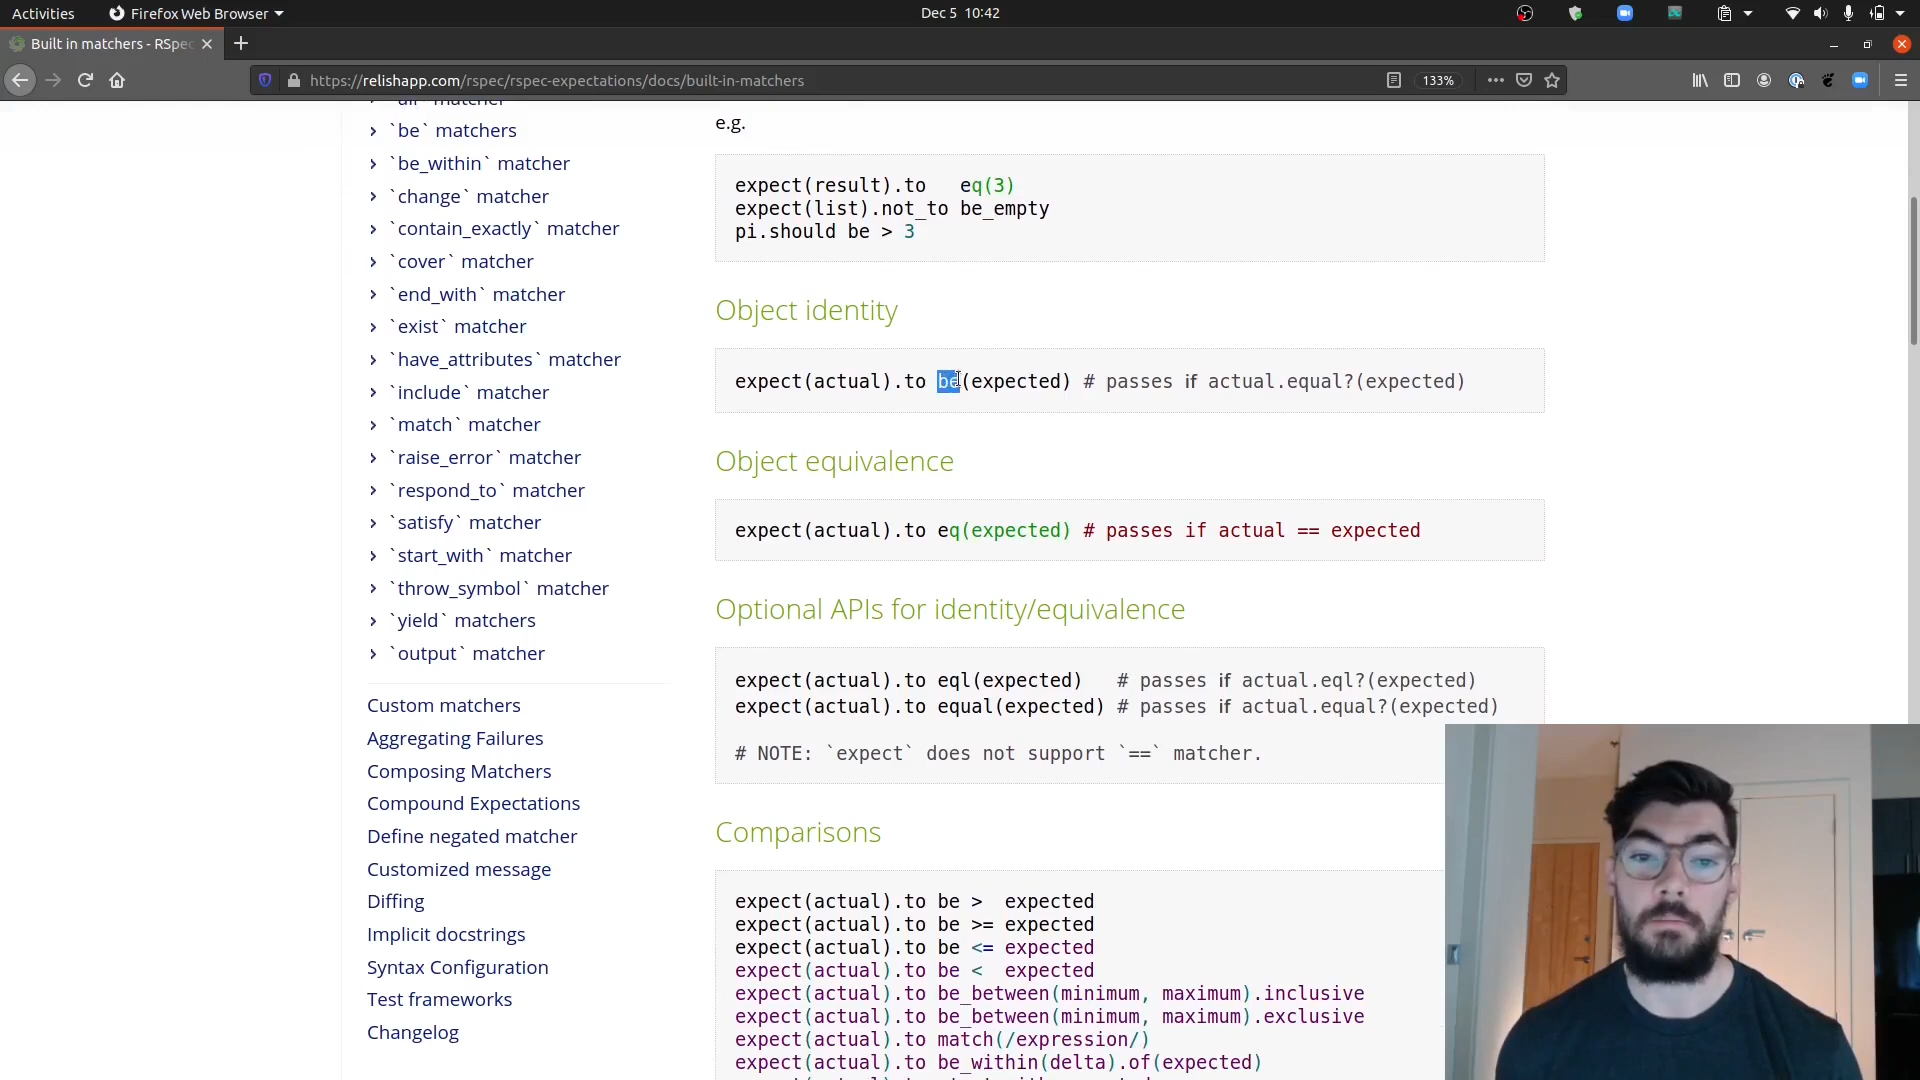 Activities
Firefox Web Browser
Dec 5 10:42
Built in matchers - RSpec
https://relishapp.com/rspec/rspec-expectations/docs/built-in-matchers
133%
`all` matcher
`be` matchers
`be_within` matcher
`change` matcher
`contain_exactly` matcher
`cover` matcher
`end_with` matcher
`exist` matcher
`have_attributes` matcher
`include` matcher
`match` matcher
`raise_error` matcher
`respond_to` matcher
`satisfy` matcher
`start_with` matcher
`throw_symbol` matcher
`yield` matchers
`output` matcher
Custom matchers
Aggregating Failures
Composing Matchers
Compound Expectations
Define negated matcher
Customized message
Diffing
Implicit docstrings
Syntax Configuration
Test frameworks
Changelog
e.g.
expect(result).to   eq(3)
expect(list).not_to be_empty
pi.should be > 3
Object identity
expect(actual).to be(expected) # passes if actual.equal?(expected)
Object equivalence
expect(actual).to eq(expected) # passes if actual == expected
Optional APIs for identity/equivalence
expect(actual).to eql(expected)   # passes if actual.eql?(expected)
expect(actual).to equal(expected) # passes if actual.equal?(expected)
# NOTE: `expect` does not support `==` matcher.
Comparisons
expect(actual).to be >  expected
expect(actual).to be >= expected
expect(actual).to be <= expected
expect(actual).to be <  expected
expect(actual).to be_between(minimum, maximum).inclusive
expect(actual).to be_between(minimum, maximum).exclusive
expect(actual).to match(/expression/)
expect(actual).to be_within(delta).of(expected)